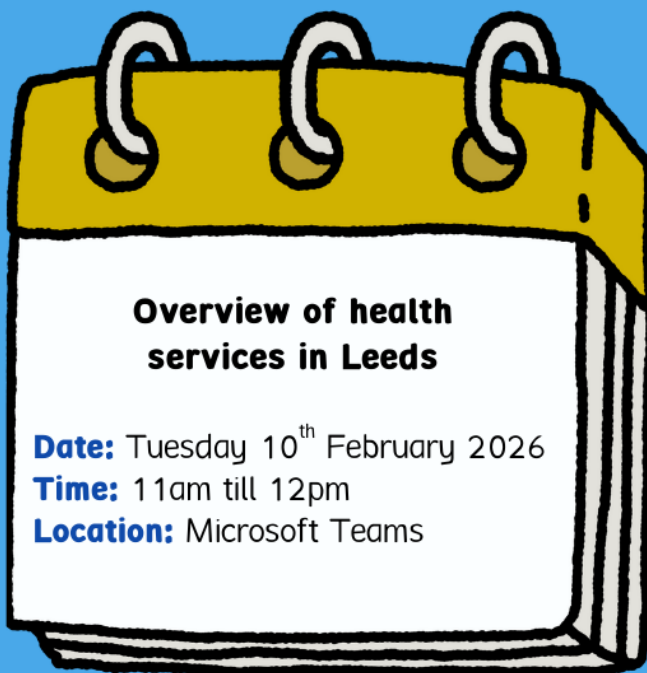 Overview of health
services in Leeds
Date: Tuesday 10th February 2026
Time: 11am till 12pm
Location: Microsoft Teams